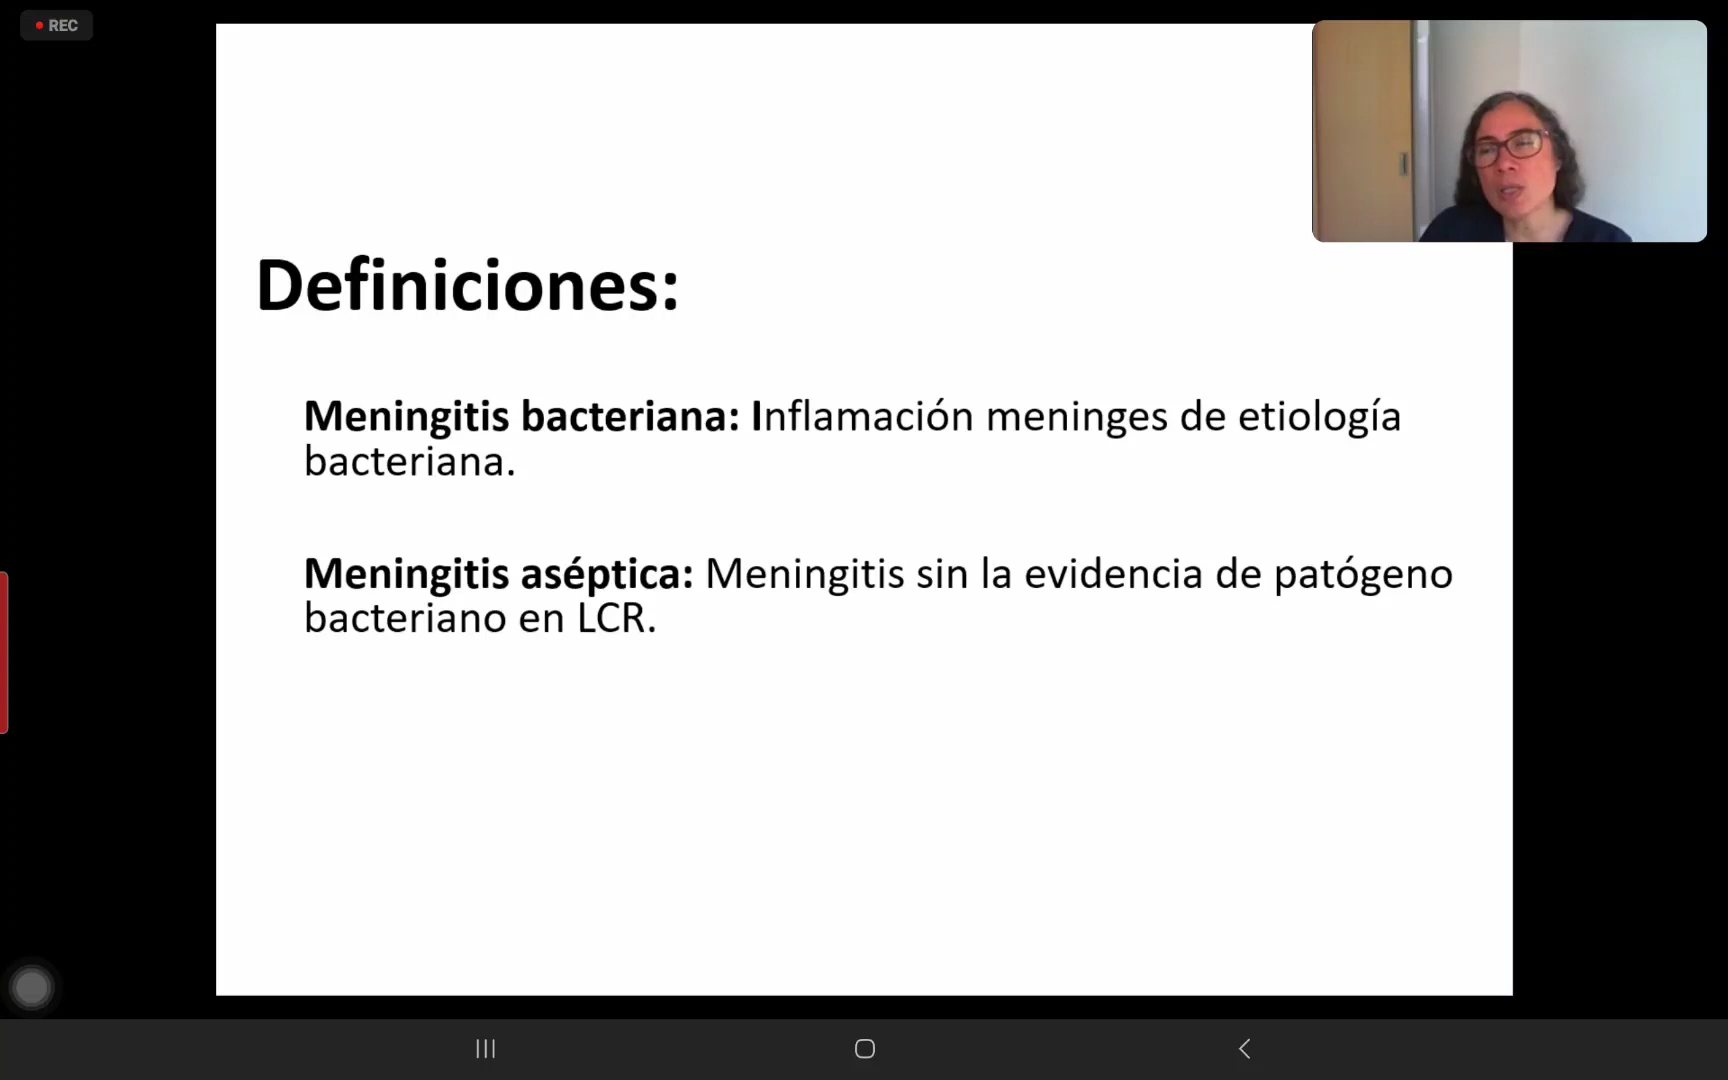 REC
Definiciones:
Meningitis bacteriana: Inflamación meninges de etiología
bacteriana.
Meningitis aséptica: Meningitis sin la evidencia de patógeno
bacteriano en LCR.